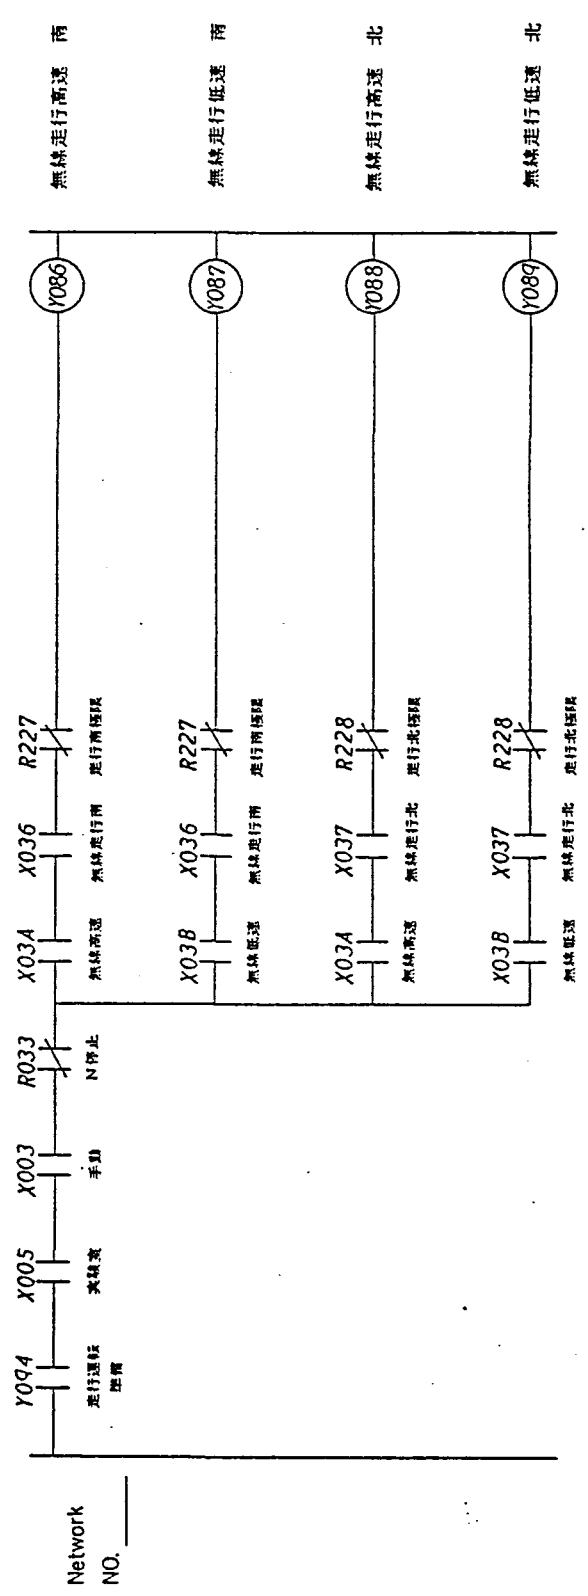 Network
NO.
Y094 X005 X003 R033 X03A X036 R227 Y086 無線走行高速 南
走行運転
準備
手動 N停止 無線高速 無線走行南 走行南極限
X03B X036 R227 Y087 無線走行低速 南
無線低速 無線走行南 走行南極限
X03A X037 R228 Y088 無線走行高速 北
無線高速 無線走行北 走行北極限
X03B X037 R228 Y089 無線走行低速 北
無線低速 無線走行北 走行北極限